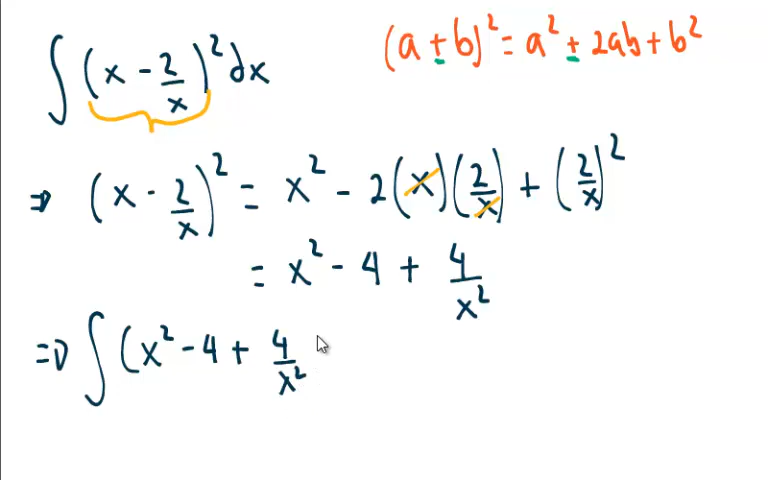 ∫ (x - 2/x)² dx
(a ± b)² = a² ± 2ab + b²
⇒ (x - 2/x)² = x² - 2(x)(2/x) + (2/x)²
= x² - 4 + 4/x²
⇒ ∫ (x² - 4 + 4/x²